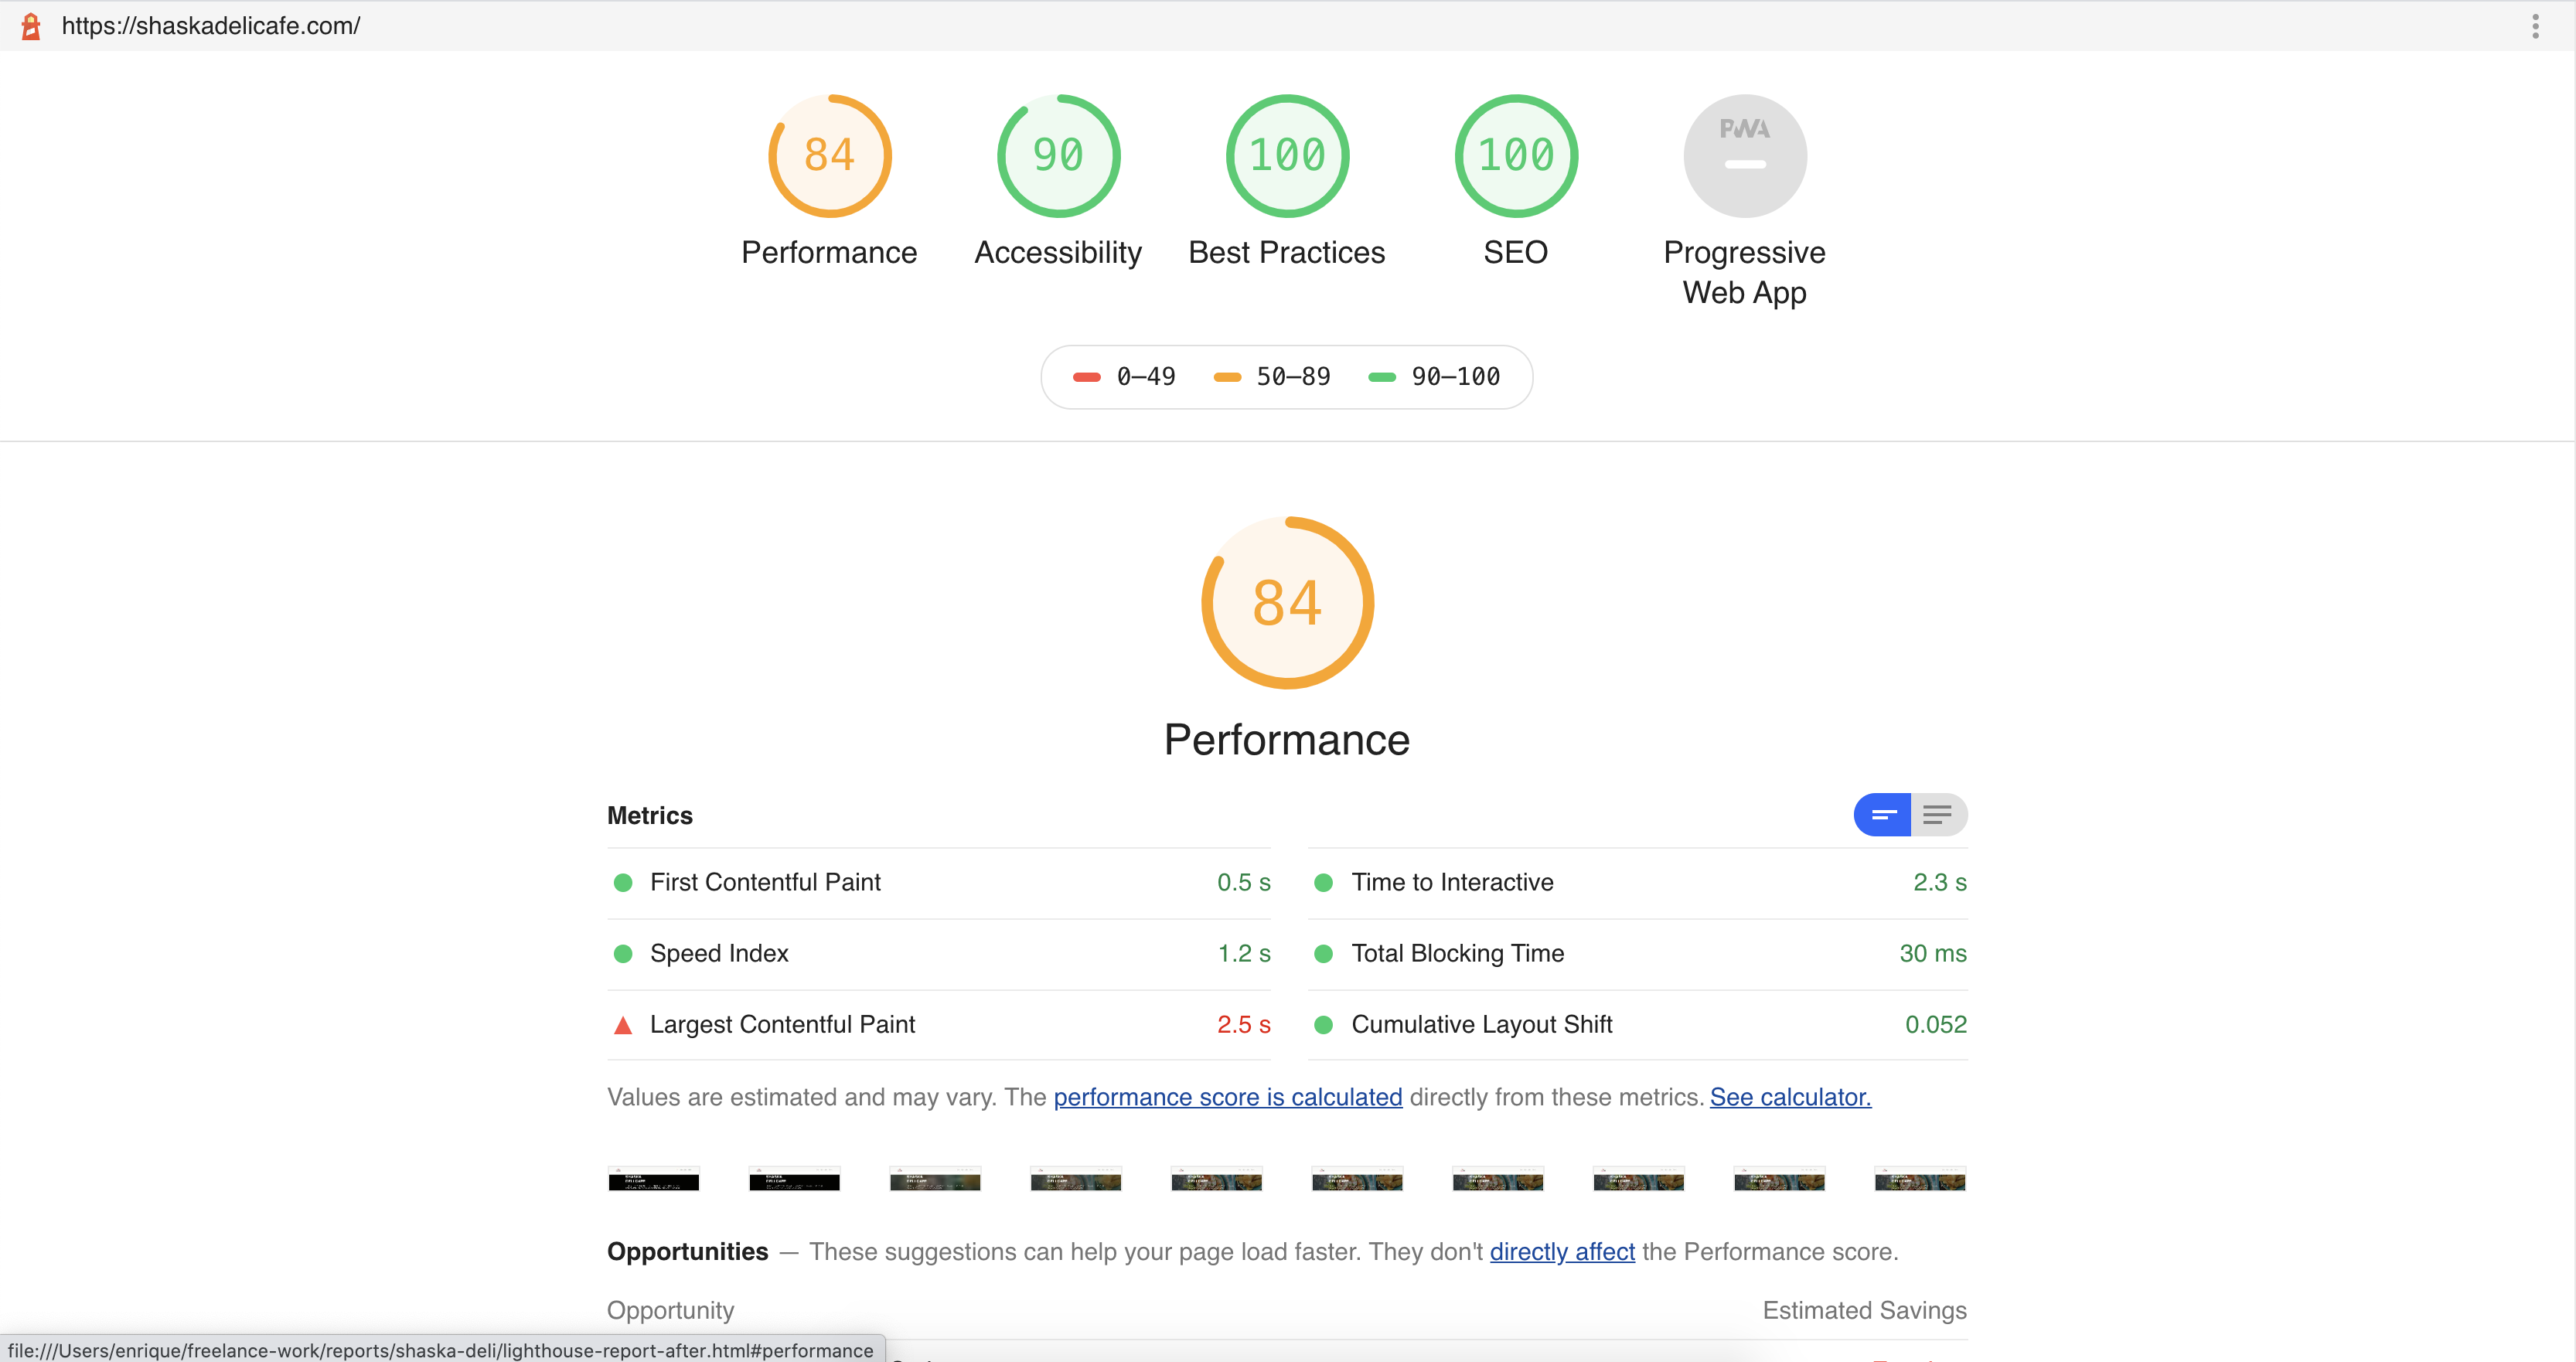 https://shaskadelicafe.com/
84
90
100
100
PWA
Performance
Accessibility
Best Practices
SEO
Progressive
Web App
0–49
50–89
90–100
84
Performance
Metrics
First Contentful Paint
0.5 s
Time to Interactive
2.3 s
Speed Index
1.2 s
Total Blocking Time
30 ms
Largest Contentful Paint
2.5 s
Cumulative Layout Shift
0.052
Values are estimated and may vary. The performance score is calculated directly from these metrics. See calculator.
Opportunities — These suggestions can help your page load faster. They don't directly affect the Performance score.
Opportunity
Estimated Savings
file:///Users/enrique/freelance-work/reports/shaska-deli/lighthouse-report-after.html#performance